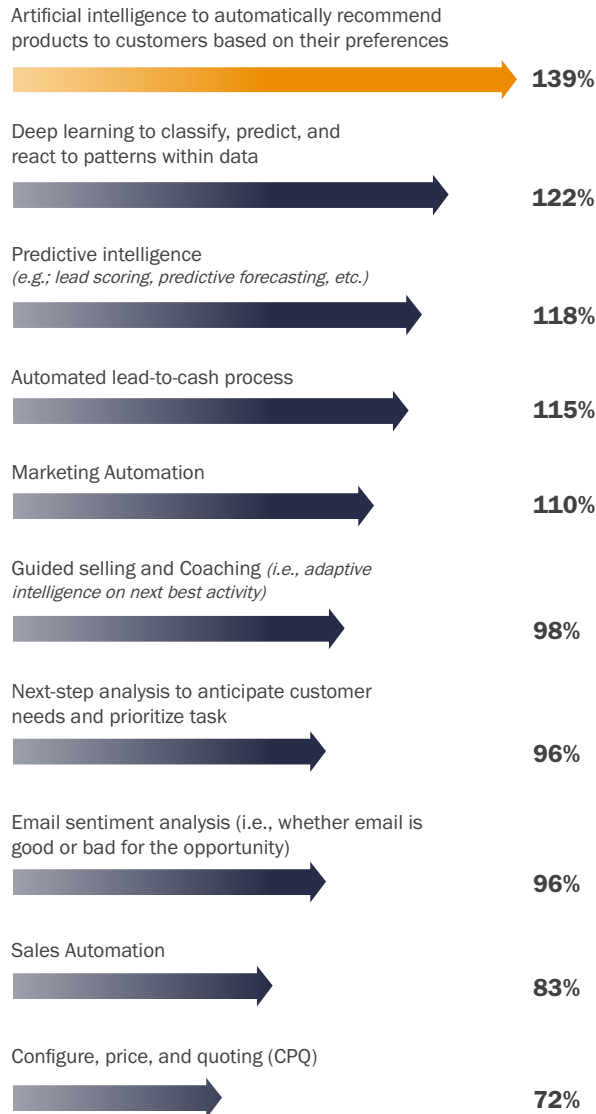 Artificial intelligence to automatically recommend
products to customers based on their preferences
139%
Deep learning to classify, predict, and
react to patterns within data
122%
Predictive intelligence
(e.g.; lead scoring, predictive forecasting, etc.)
118%
Automated lead-to-cash process
115%
Marketing Automation
110%
Guided selling and Coaching (i.e., adaptive
intelligence on next best activity)
98%
Next-step analysis to anticipate customer
needs and prioritize task
96%
Email sentiment analysis (i.e., whether email is
good or bad for the opportunity)
96%
Sales Automation
83%
Configure, price, and quoting (CPQ)
72%